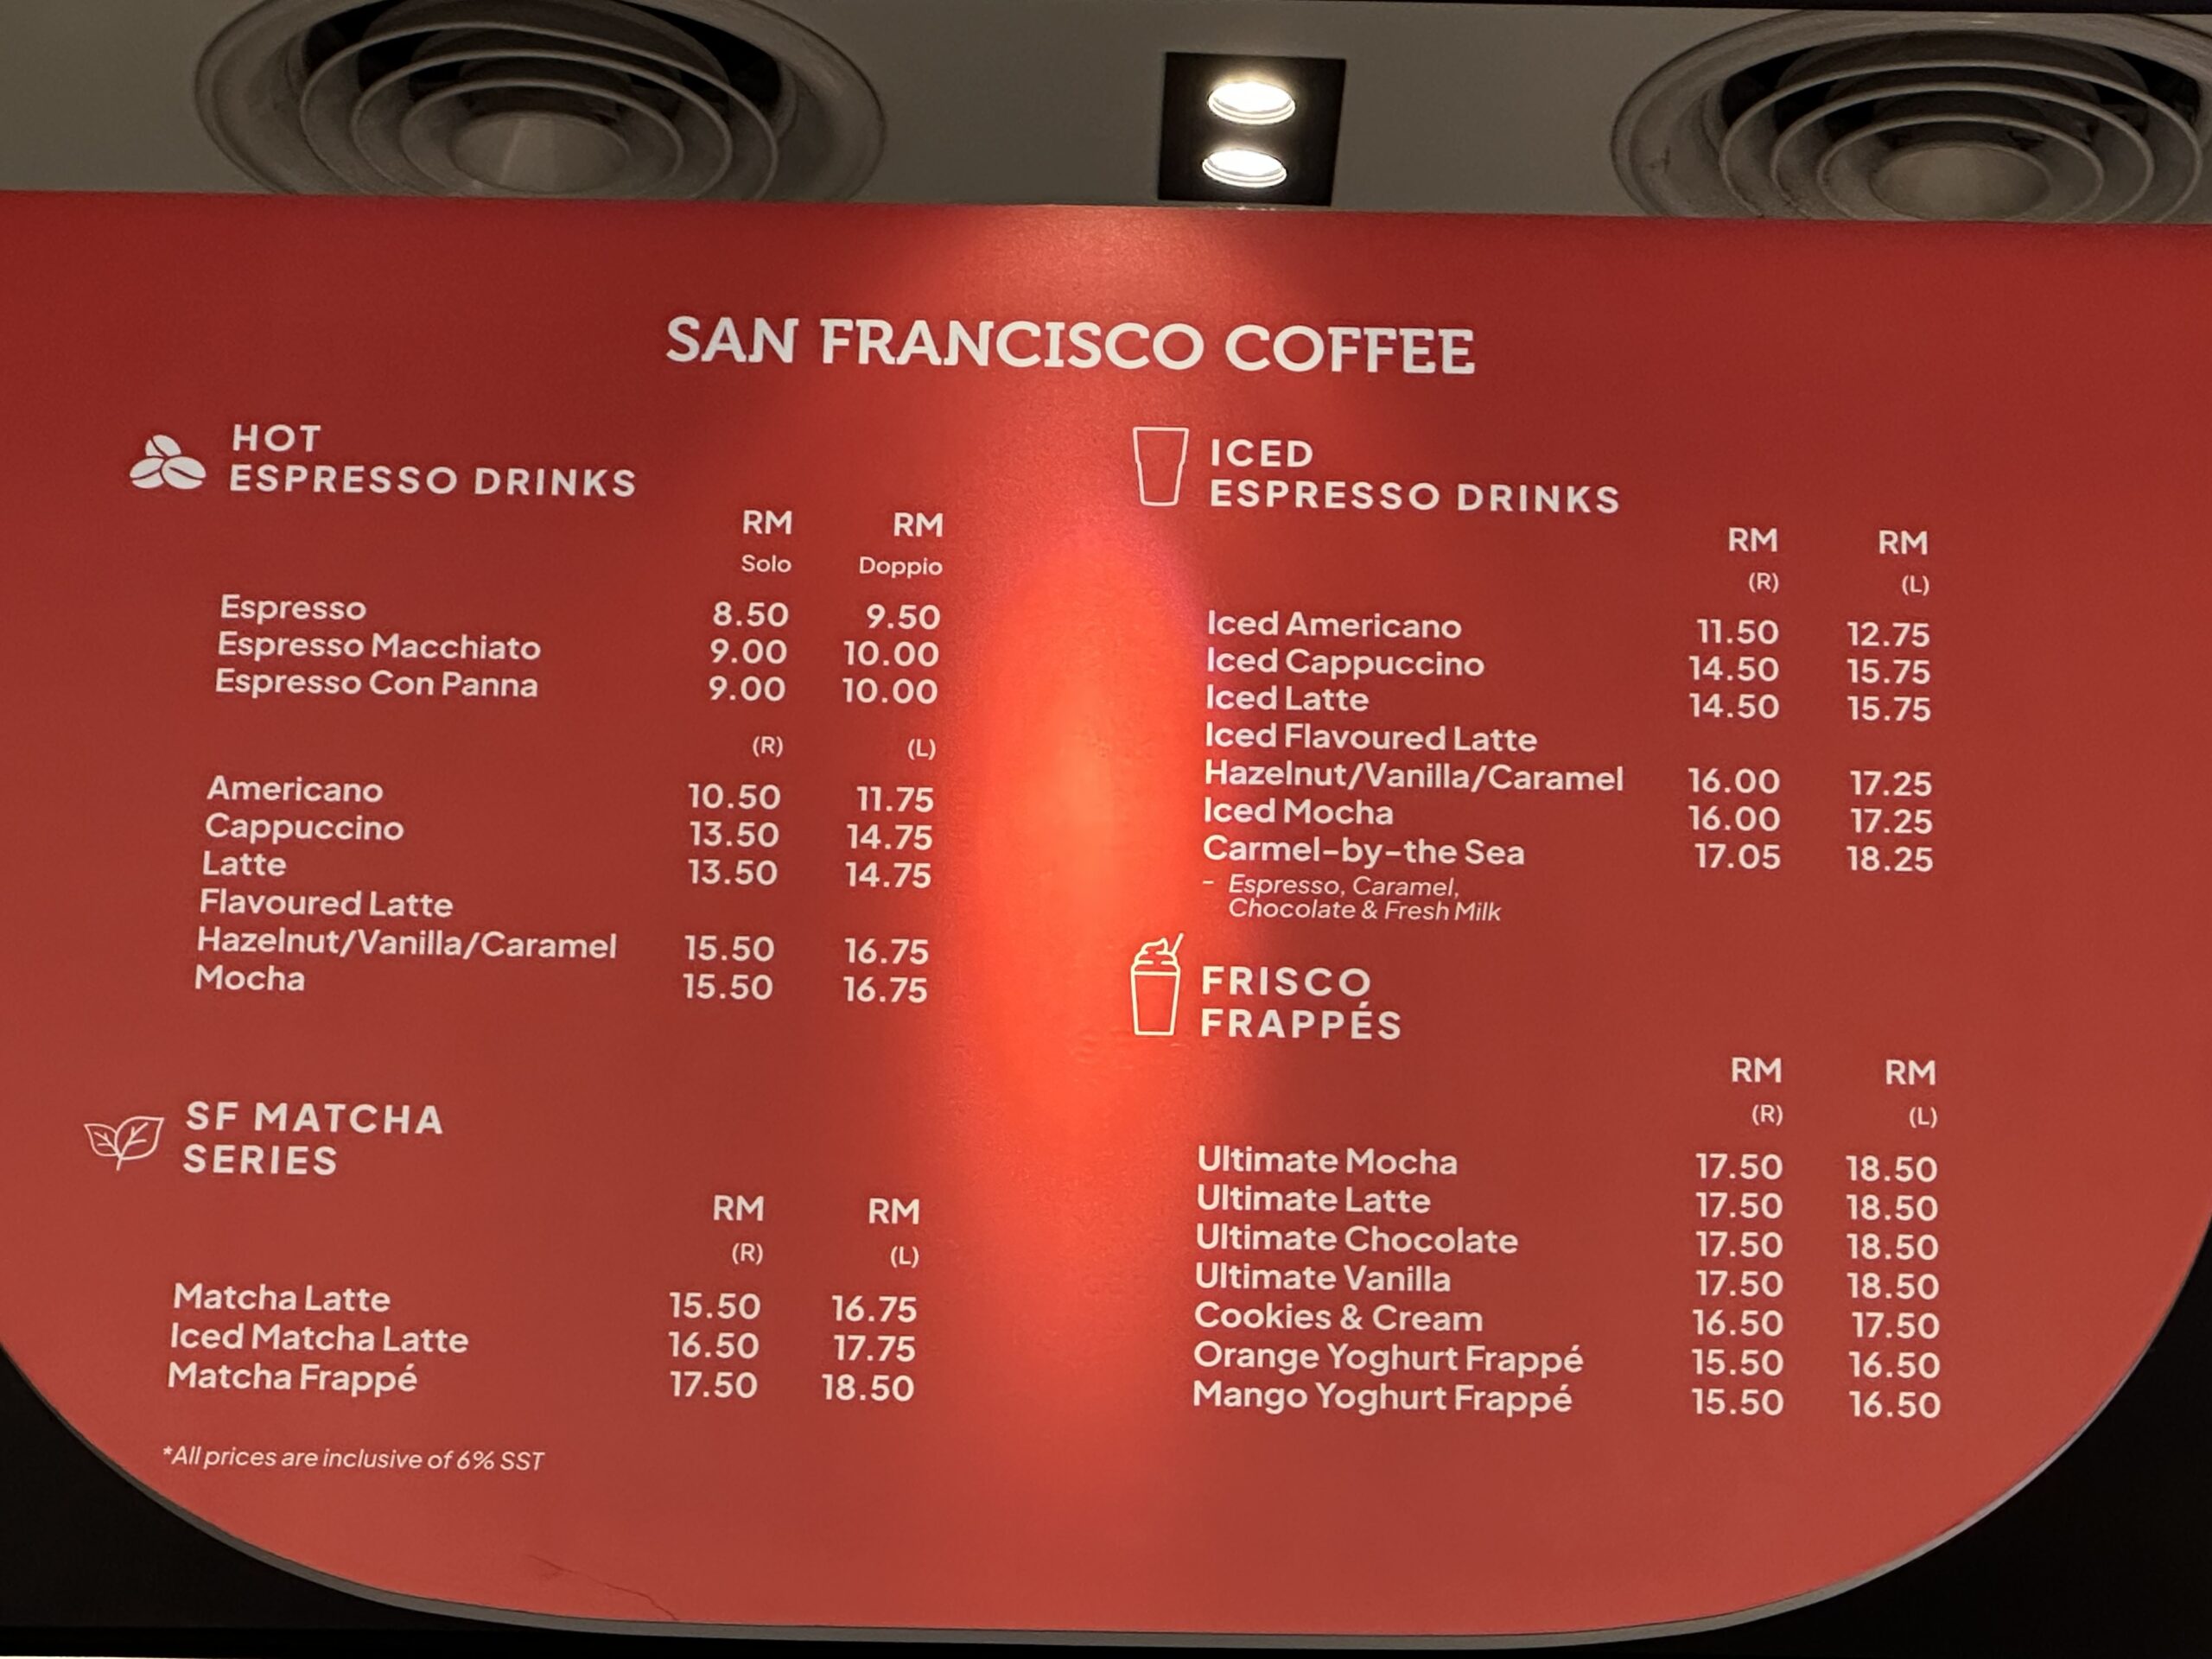 SAN FRANCISCO COFFEE
HOT
ESPRESSO DRINKS
RM RM
Solo Doppio
Espresso 8.50 9.50
Espresso Macchiato 9.00 10.00
Espresso Con Panna 9.00 10.00
(R) (L)
Americano 10.50 11.75
Cappuccino 13.50 14.75
Latte 13.50 14.75
Flavoured Latte
Hazelnut/Vanilla/Caramel 15.50 16.75
Mocha 15.50 16.75
SF MATCHA
SERIES
RM RM
(R) (L)
Matcha Latte 15.50 16.75
Iced Matcha Latte 16.50 17.75
Matcha Frappé 17.50 18.50
*All prices are inclusive of 6% SST
ICED
ESPRESSO DRINKS
RM RM
(R) (L)
Iced Americano 11.50 12.75
Iced Cappuccino 14.50 15.75
Iced Latte 14.50 15.75
Iced Flavoured Latte
Hazelnut/Vanilla/Caramel 16.00 17.25
Iced Mocha 16.00 17.25
Carmel-by-the Sea 17.05 18.25
- Espresso, Caramel,
Chocolate & Fresh Milk
FRISCO
FRAPPÉS
RM RM
(R) (L)
Ultimate Mocha 17.50 18.50
Ultimate Latte 17.50 18.50
Ultimate Chocolate 17.50 18.50
Ultimate Vanilla 17.50 18.50
Cookies & Cream 16.50 17.50
Orange Yoghurt Frappé 15.50 16.50
Mango Yoghurt Frappé 15.50 16.50